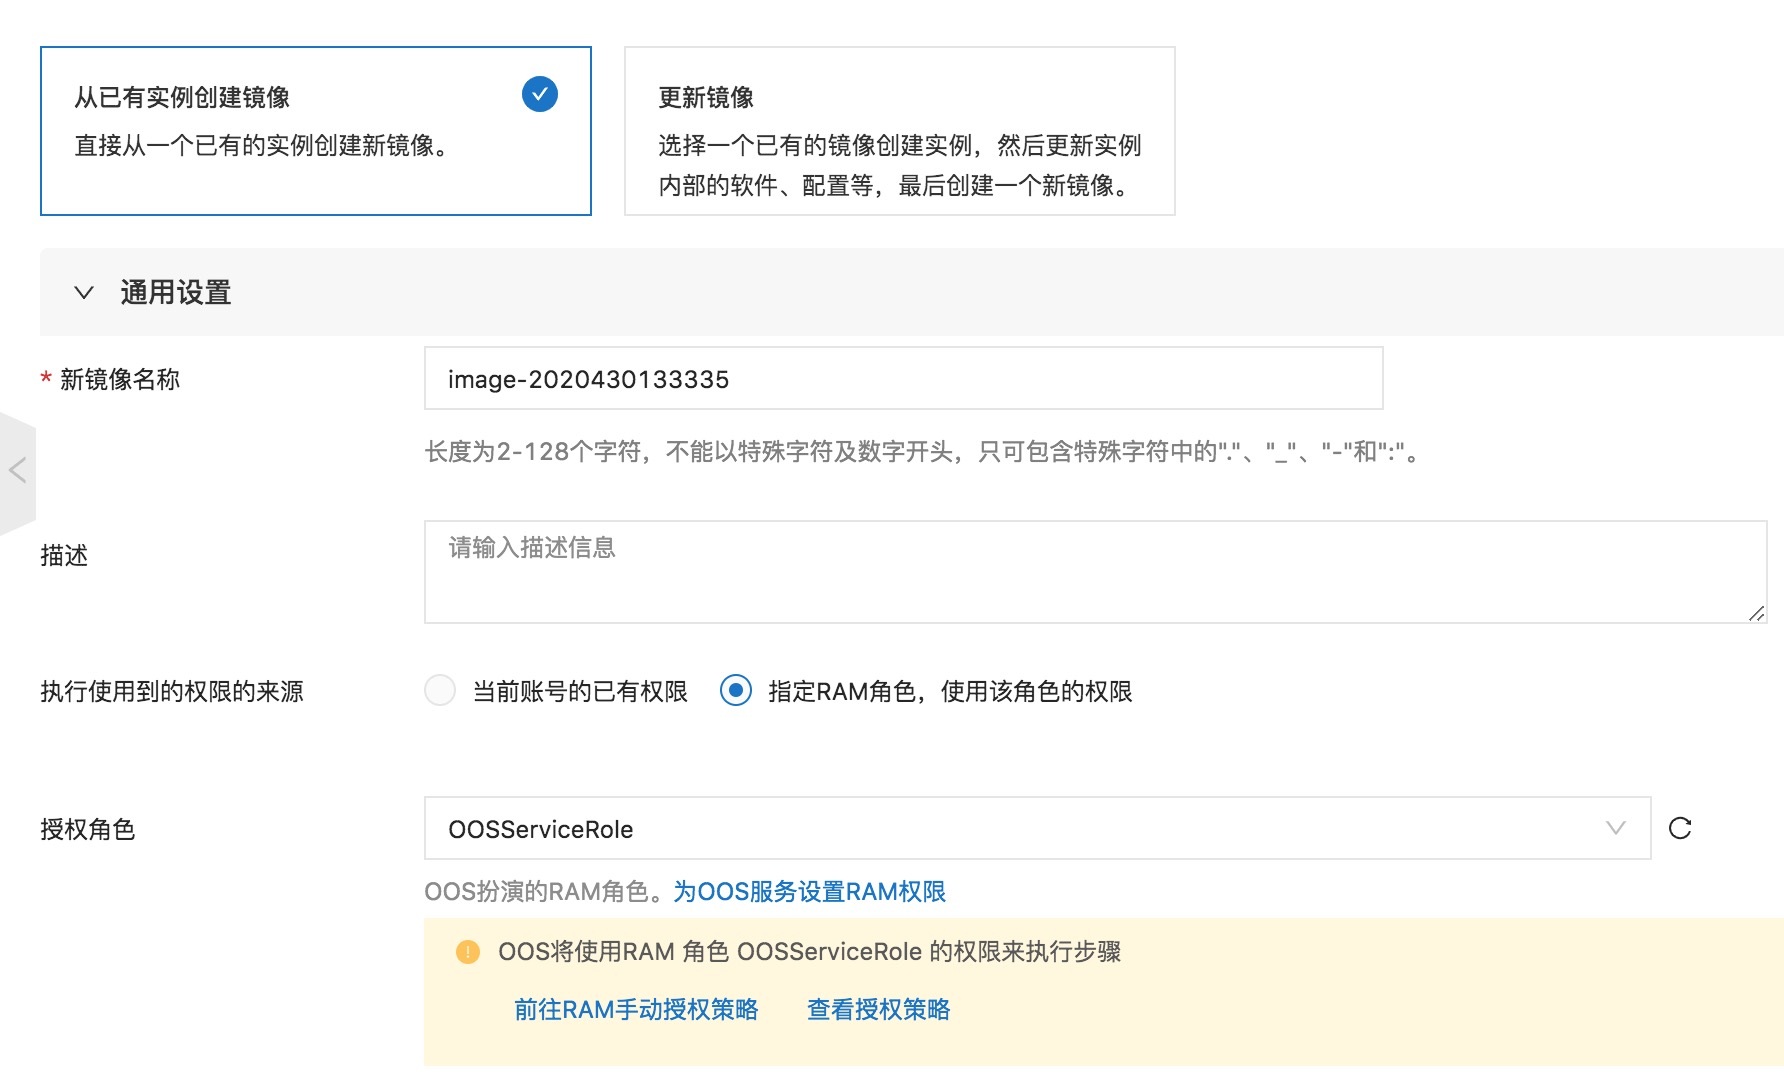 从已有实例创建镜像
直接从一个已有的实例创建新镜像。
更新镜像
选择一个已有的镜像创建实例，然后更新实例
内部的软件、配置等，最后创建一个新镜像。
通用设置
* 新镜像名称
image-2020430133335
长度为2-128个字符，不能以特殊字符及数字开头，只可包含特殊字符中的"."、"_"、"-"和":"。
描述
请输入描述信息
执行使用到的权限的来源
当前账号的已有权限
指定RAM角色，使用该角色的权限
授权角色
OOSServiceRole
OOS扮演的RAM角色。为OOS服务设置RAM权限
OOS将使用RAM 角色 OOSServiceRole 的权限来执行步骤
前往RAM手动授权策略 查看授权策略